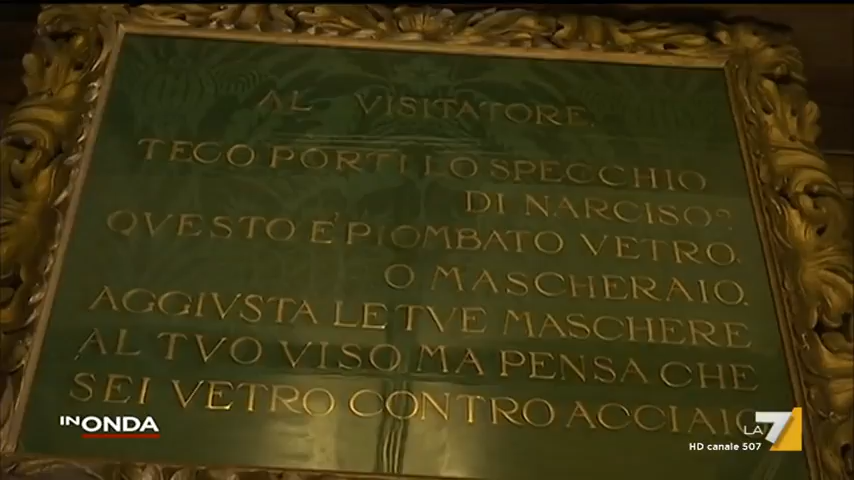 AL VISITATORE
TECO PORTI LO SPECCHIO
DI NARCISO?
QVESTO È PIOMBATO VETRO,
O MASCHERAIO.
AGGIVSTA LE TVE MASCHERE
AL TVO VISO MA PENSA CHE
SEI VETRO CONTRO ACCIAIO
IN ONDA
LA7
HD canale 507